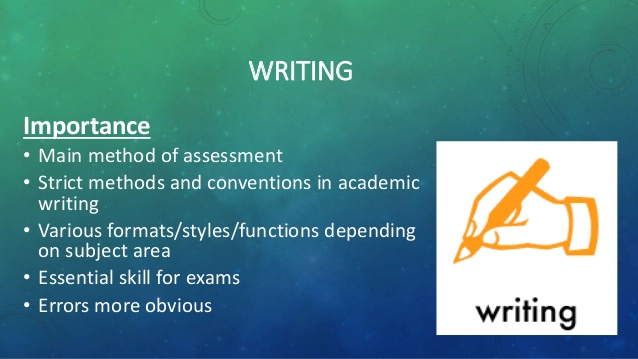 WRITING
Importance
• Main method of assessment
• Strict methods and conventions in academic
writing
• Various formats/styles/functions depending
on subject area
• Essential skill for exams
• Errors more obvious
writing